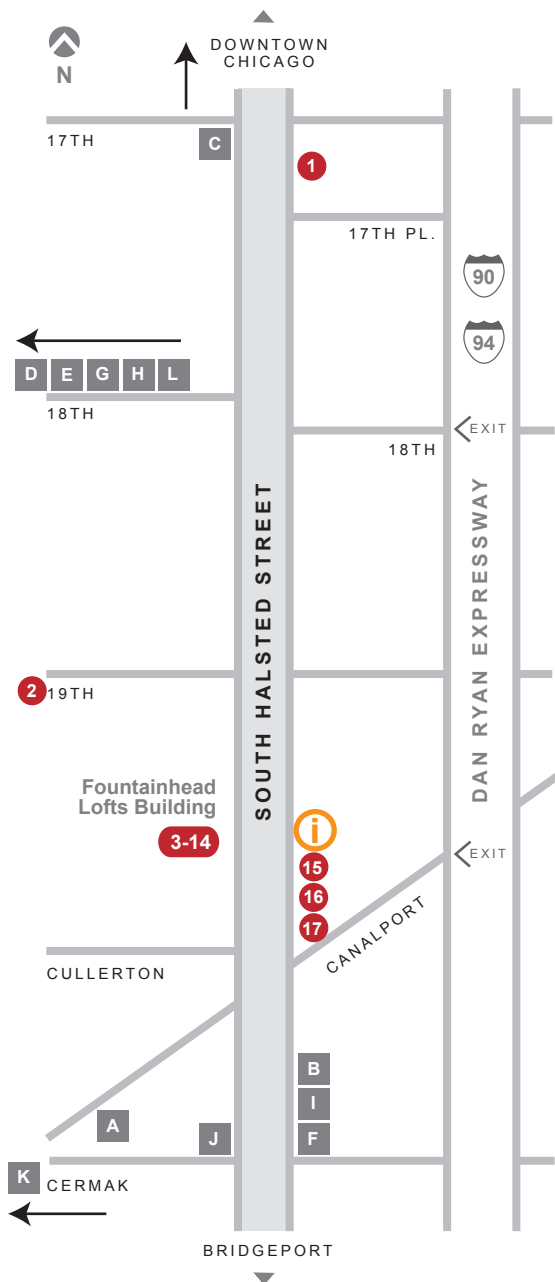 DOWNTOWN
CHICAGO
N
17TH
C
1
17TH PL.
90
94
D E G H L
18TH
EXIT
18TH
SOUTH HALSTED STREET
DAN RYAN EXPRESSWAY
2
19TH
Fountainhead
Lofts Building
3-14
i
15
16
17
EXIT
CANALPORT
CULLERTON
B
I
A
J
F
K
CERMAK
BRIDGEPORT